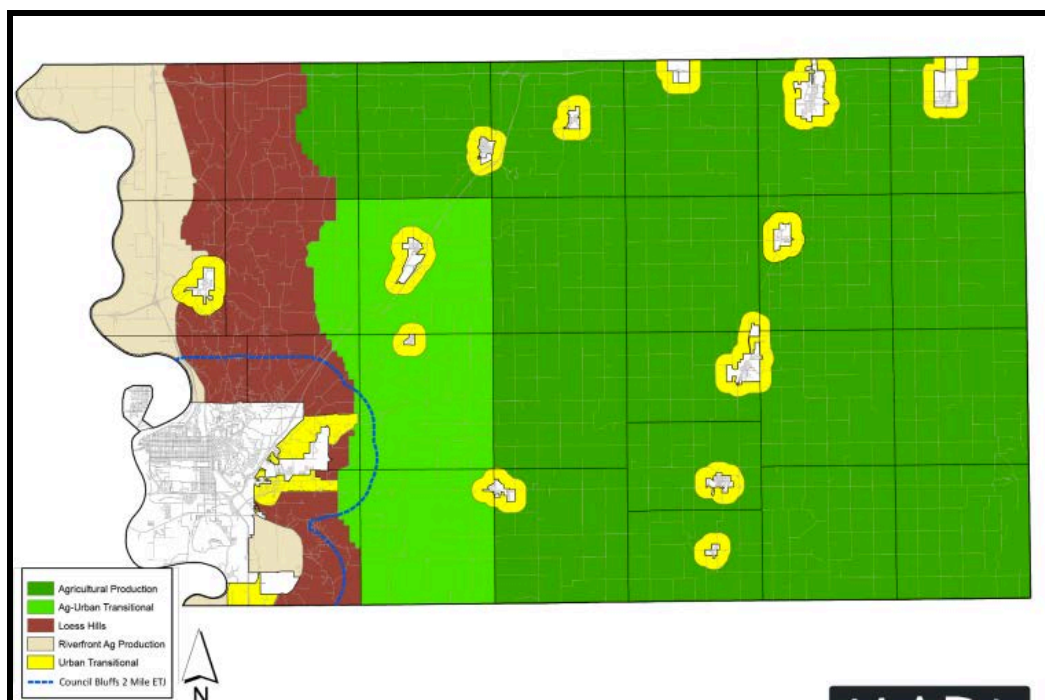 Agricultural Production
Ag-Urban Transitional
Loess Hills
Riverfront Ag Production
Urban Transitional
Council Bluffs 2 Mile ETJ
N